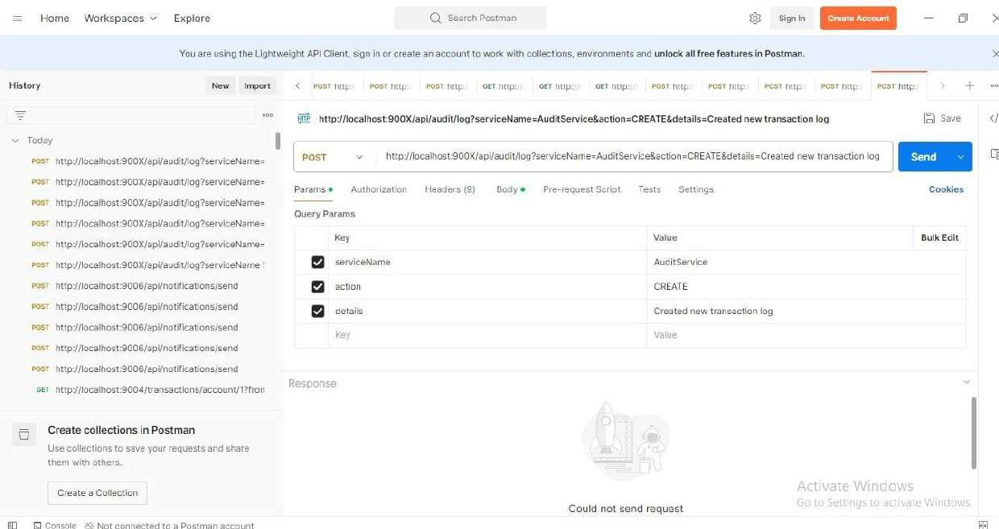 Home Workspaces Explore Search Postman Sign In Create Account
You are using the Lightweight API Client, sign in or create an account to work with collections, environments and unlock all free features in Postman.
History New Import
POST http:/ POST http: POST http:/ GET http:// GET http://l GET http:// POST http:/ POST http: POST http:/ POST http: POST http:
http://localhost:900X/api/audit/log?serviceName=AuditService&action=CREATE&details=Created new transaction log Save
Today
POST http://localhost:900X/api/audit/log?serviceName=
POST http://localhost:900X/api/audit/log?serviceName=
POST http://localhost:900X/api/audit/log?serviceName=
POST http://localhost:900X/api/audit/log?serviceName=
POST http://localhost:900X/api/audit/log?serviceName=
POST http://localhost:900X/api/audit/log?serviceName
POST http://localhost:9006/api/notifications/send
POST http://localhost:9006/api/notifications/send
POST http://localhost:9006/api/notifications/send
POST http://localhost:9006/api/notifications/send
POST http://localhost:9006/api/notifications/send
GET http://localhost:9004/transactions/account/1?from
Create collections in Postman
Use collections to save your requests and share
them with others.
Create a Collection
POST http://localhost:900X/api/audit/log?serviceName=AuditService&action=CREATE&details=Created new transaction log Send
Params Authorization Headers (9) Body Pre-request Script Tests Settings Cookies
Query Params
Key Value Bulk Edit
serviceName AuditService
action CREATE
details Created new transaction log
Key Value
Response
Could not send request
Activate Windows
Go to Settings to activate Windows.
Console Not connected to a Postman account